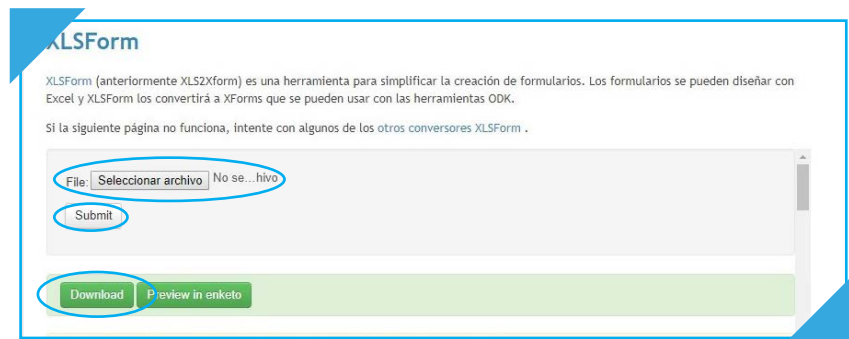 XLSForm
XLSForm (anteriormente XLS2Xform) es una herramienta para simplificar la creación de formularios. Los formularios se pueden diseñar con
Excel y XLSForm los convertirá a XForms que se pueden usar con las herramientas ODK.
Si la siguiente página no funciona, intente con algunos de los otros conversores XLSForm .
File: Seleccionar archivo No se...hivo
Submit
Download Preview in enketo